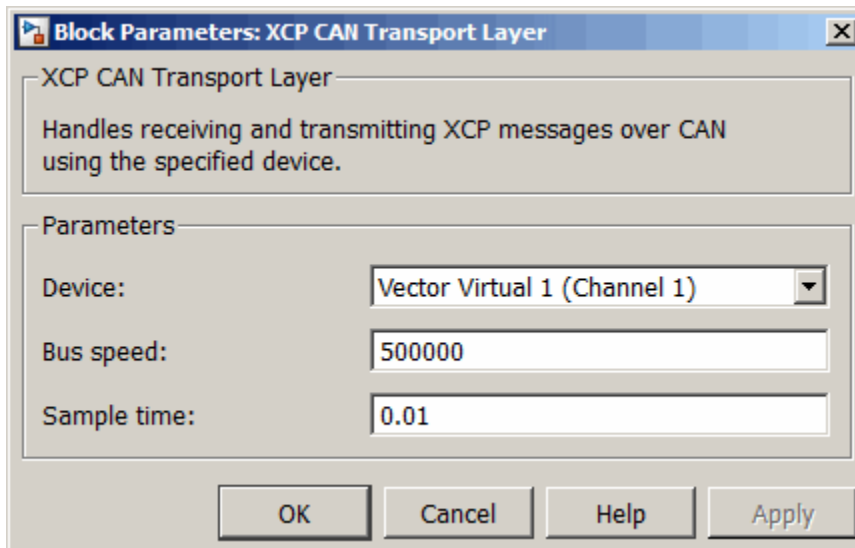 Block Parameters: XCP CAN Transport Layer
XCP CAN Transport Layer
Handles receiving and transmitting XCP messages over CAN
using the specified device.
Parameters
Device: Vector Virtual 1 (Channel 1)
Bus speed: 500000
Sample time: 0.01
OK Cancel Help Apply